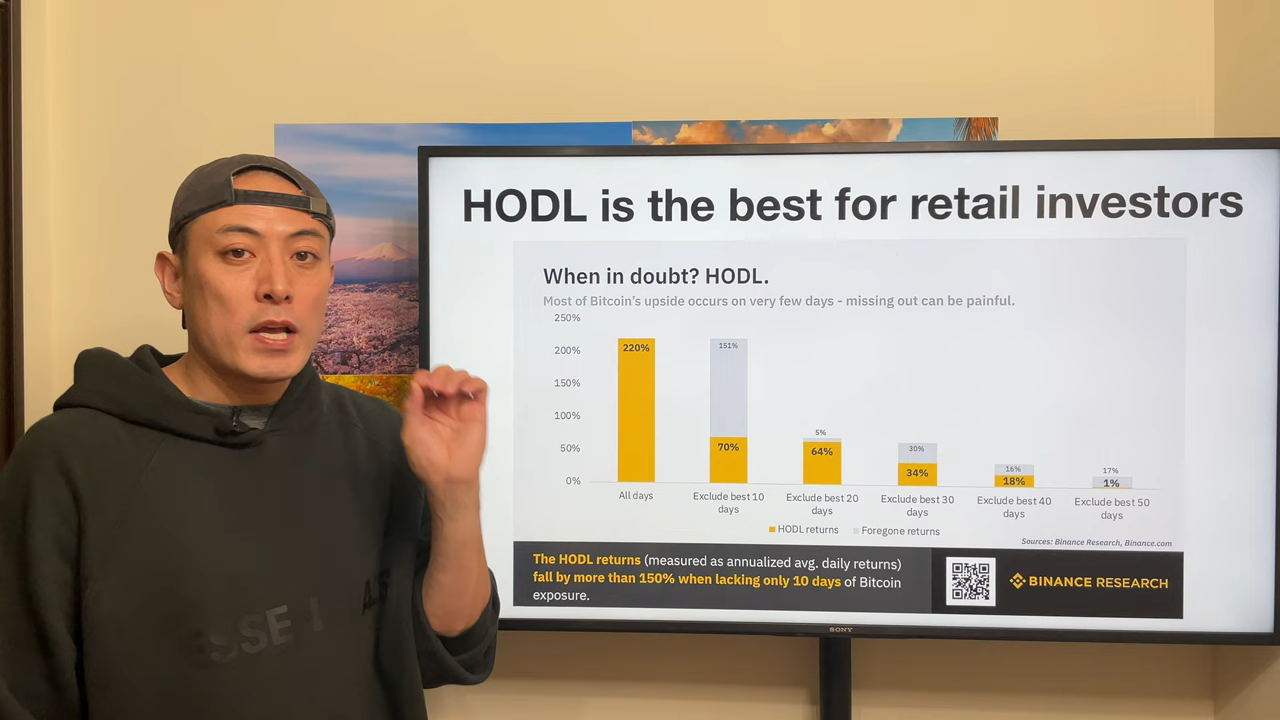 HODL is the best for retail investors
When in doubt? HODL.
Most of Bitcoin's upside occurs on very few days - missing out can be painful.
250%
200%
150%
100%
50%
0%
220%
151%
70%
5%
64%
30%
34%
16%
18%
17%
1%
All days
Exclude best 10
days
Exclude best 20
days
Exclude best 30
days
Exclude best 40
days
Exclude best 50
days
HODL returns
Foregone returns
Sources: Binance Research, Binance.com
The HODL returns (measured as annualized avg. daily returns)
fall by more than 150% when lacking only 10 days of Bitcoin
exposure.
BINANCE RESEARCH
SONY